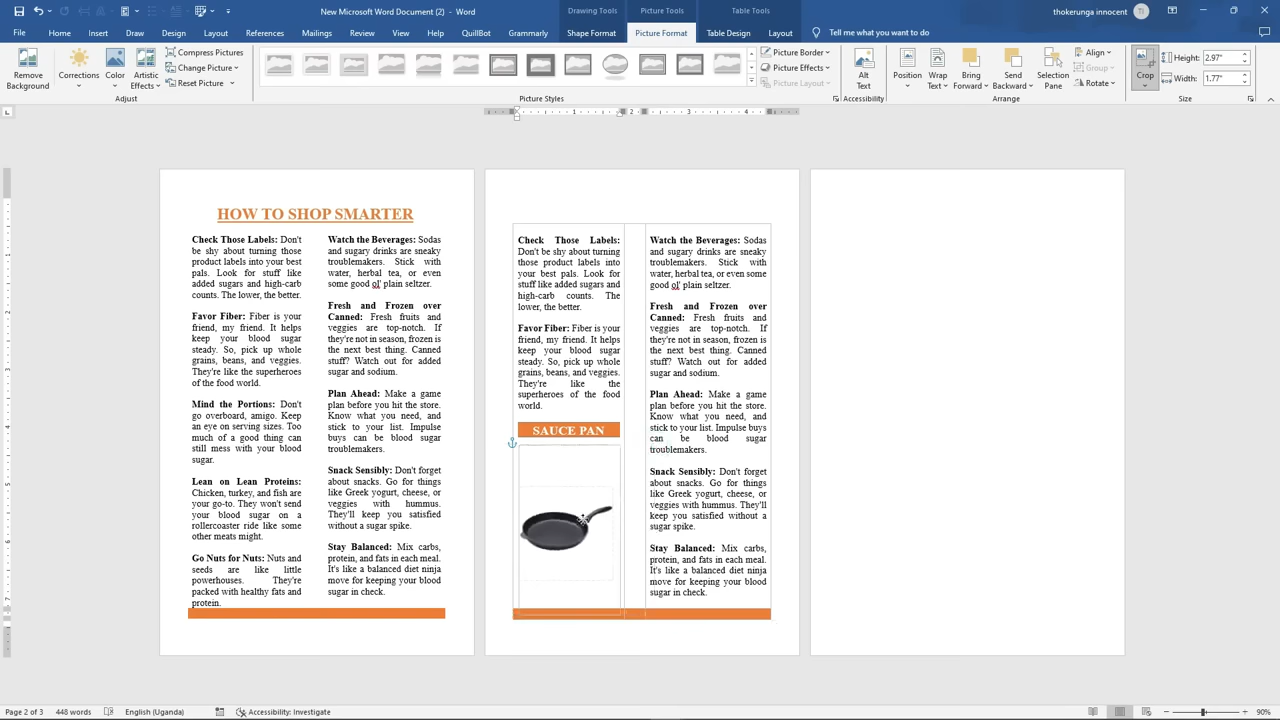 New Microsoft Word Document (2) - Word
Drawing Tools
Picture Tools
Table Tools
thokerunga innocent
TI
File
Home
Insert
Draw
Design
Layout
References
Mailings
Review
View
Help
QuillBot
Grammarly
Shape Format
Picture Format
Table Design
Layout
Tell me what you want to do
Remove Background
Corrections
Color
Artistic Effects
Compress Pictures
Change Picture
Reset Picture
Adjust
Picture Styles
Picture Border
Picture Effects
Picture Layout
Alt Text
Accessibility
Position
Wrap Text
Bring Forward
Send Backward
Selection Pane
Align
Group
Rotate
Arrange
Crop
Height: 2.97"
Width: 1.77"
Size
HOW TO SHOP SMARTER
Check Those Labels: Don't
be shy about turning those
product labels into your best
pals. Look for stuff like
added sugars and high-carb
counts. The lower, the better.
Favor Fiber: Fiber is your
friend, my friend. It helps
keep your blood sugar
steady. So, pick up whole
grains, beans, and veggies.
They're like the superheroes
of the food world.
Mind the Portions: Don't
go overboard, amigo. Keep
an eye on serving sizes. Too
much of a good thing can
still mess with your blood
sugar.
Lean on Lean Proteins:
Chicken, turkey, and fish are
your go-to. They won't send
your blood sugar on a
rollercoaster ride like some
other meats might.
Go Nuts for Nuts: Nuts and
seeds are like little
powerhouses. They're
packed with healthy fats and
protein.
Watch the Beverages: Sodas
and sugary drinks are sneaky
troublemakers. Stick with
water, herbal tea, or even
some good ol' plain seltzer.
Fresh and Frozen over
Canned: Fresh fruits and
veggies are top-notch. If
they're not in season, frozen is
the next best thing. Canned
stuff? Watch out for added
sugar and sodium.
Plan Ahead: Make a game
plan before you hit the store.
Know what you need, and
stick to your list. Impulse
buys can be blood sugar
troublemakers.
Snack Sensibly: Don't forget
about snacks. Go for things
like Greek yogurt, cheese, or
veggies with hummus.
They'll keep you satisfied
without a sugar spike.
Stay Balanced: Mix carbs,
protein, and fats in each meal.
It's like a balanced diet ninja
move for keeping your blood
sugar in check.
Check Those Labels:
Don't be shy about turning
those product labels into
your best pals. Look for
stuff like added sugars and
high-carb counts. The
lower, the better.
Favor Fiber: Fiber is your
friend, my friend. It helps
keep your blood sugar
steady. So, pick up whole
grains, beans, and veggies.
They're like the
superheroes of the food
world.
SAUCE PAN
Watch the Beverages: Sodas
and sugary drinks are sneaky
troublemakers. Stick with
water, herbal tea, or even some
good ol' plain seltzer.
Fresh and Frozen over
Canned: Fresh fruits and
veggies are top-notch. If
they're not in season, frozen is
the next best thing. Canned
stuff? Watch out for added
sugar and sodium.
Plan Ahead: Make a game
plan before you hit the store.
Know what you need, and
stick to your list. Impulse buys
can be blood sugar
troublemakers.
Snack Sensibly: Don't forget
about snacks. Go for things
like Greek yogurt, cheese, or
veggies with hummus. They'll
keep you satisfied without a
sugar spike.
Stay Balanced: Mix carbs,
protein, and fats in each meal.
It's like a balanced diet ninja
move for keeping your blood
sugar in check.
Page 2 of 3
448 words
English (Uganda)
Accessibility: Investigate
90%